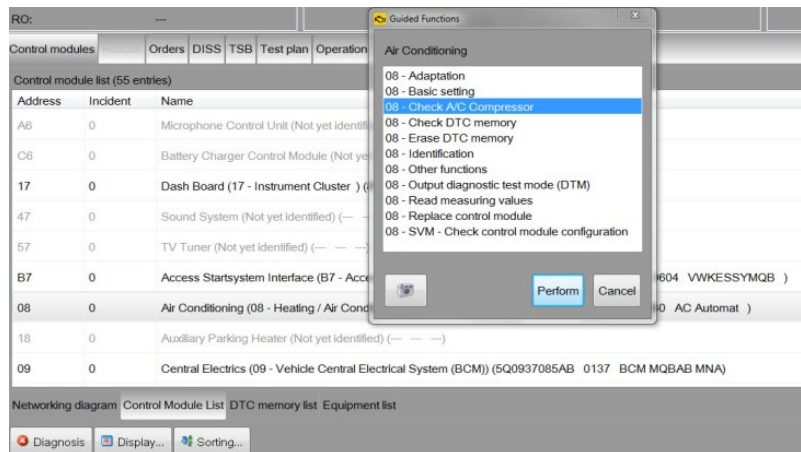 RO: ---
Guided Functions
Control modules Results Orders DISS TSB Test plan Operation
Air Conditioning
Control module list (55 entries)
08 - Adaptation
08 - Basic setting
08 - Check A/C Compressor
08 - Check DTC memory
08 - Erase DTC memory
08 - Identification
08 - Other functions
08 - Output diagnostic test mode (DTM)
08 - Read measuring values
08 - Replace control module
08 - SVM - Check control module configuration
Perform Cancel
Address Incident Name
A6 0 Microphone Control Unit (Not yet identifi
C6 0 Battery Charger Control Module (Not ye
17 0 Dash Board (17 - Instrument Cluster ) (
47 0 Sound System (Not yet identified) (---
57 0 TV Tuner (Not yet identified) (--- --- ---)
B7 0 Access Startsystem Interface (B7 - Acce 0604 VWKESSYMQB )
08 0 Air Conditioning (08 - Heating / Air Cond AC Automat )
18 0 Auxiliary Parking Heater (Not yet identified) (--- --- ---)
09 0 Central Electrics (09 - Vehicle Central Electrical System (BCM)) (5Q0937085AB 0137 BCM MQBAB MNA)
Networking diagram Control Module List DTC memory list Equipment list
Diagnosis Display... Sorting...